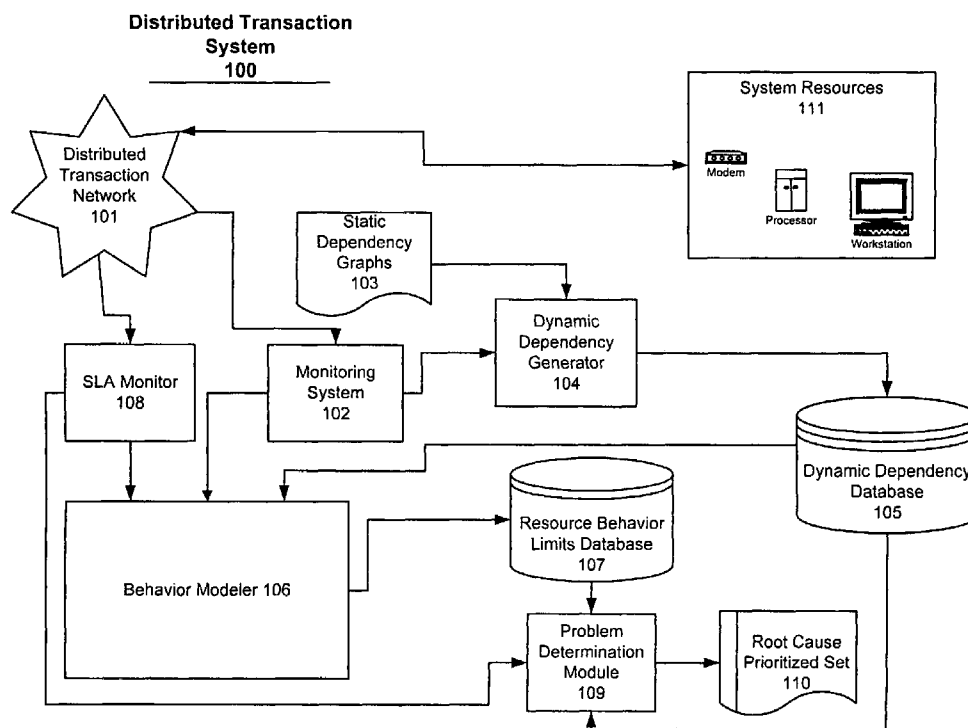 Distributed Transaction
System
100
System Resources
111
Modem
Processor
Workstation
Distributed
Transaction
Network
101
Static
Dependency
Graphs
103
Dynamic
Dependency
Generator
104
SLA Monitor
108
Monitoring
System
102
Dynamic Dependency
Database
105
Resource Behavior
Limits Database
107
Behavior Modeler 106
Problem
Determination
Module
109
Root Cause
Prioritized Set
110